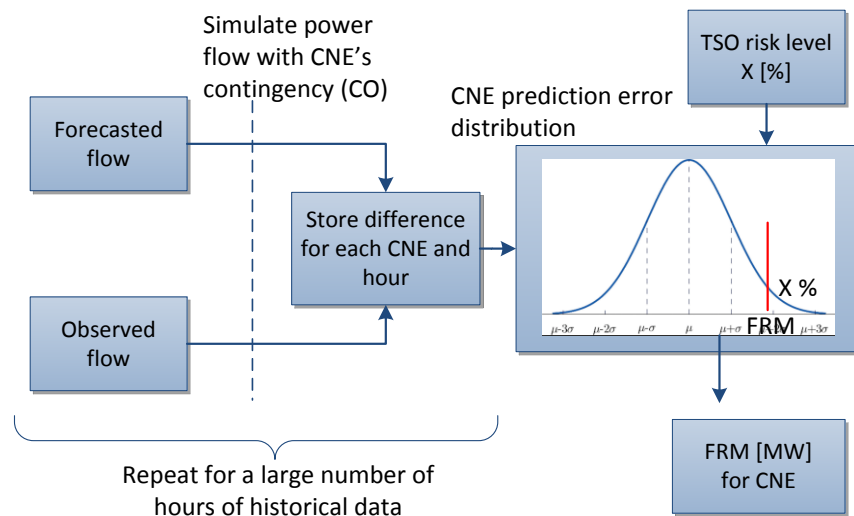 Simulate power
flow with CNE's
contingency (CO)
TSO risk level
X [%]
CNE prediction error
distribution
Forecasted
flow
Store difference
for each CNE and
hour
X %
FRM
μ-3σ μ-2σ μ-σ μ μ+σ μ+3σ
Observed
flow
FRM [MW]
for CNE
Repeat for a large number of
hours of historical data